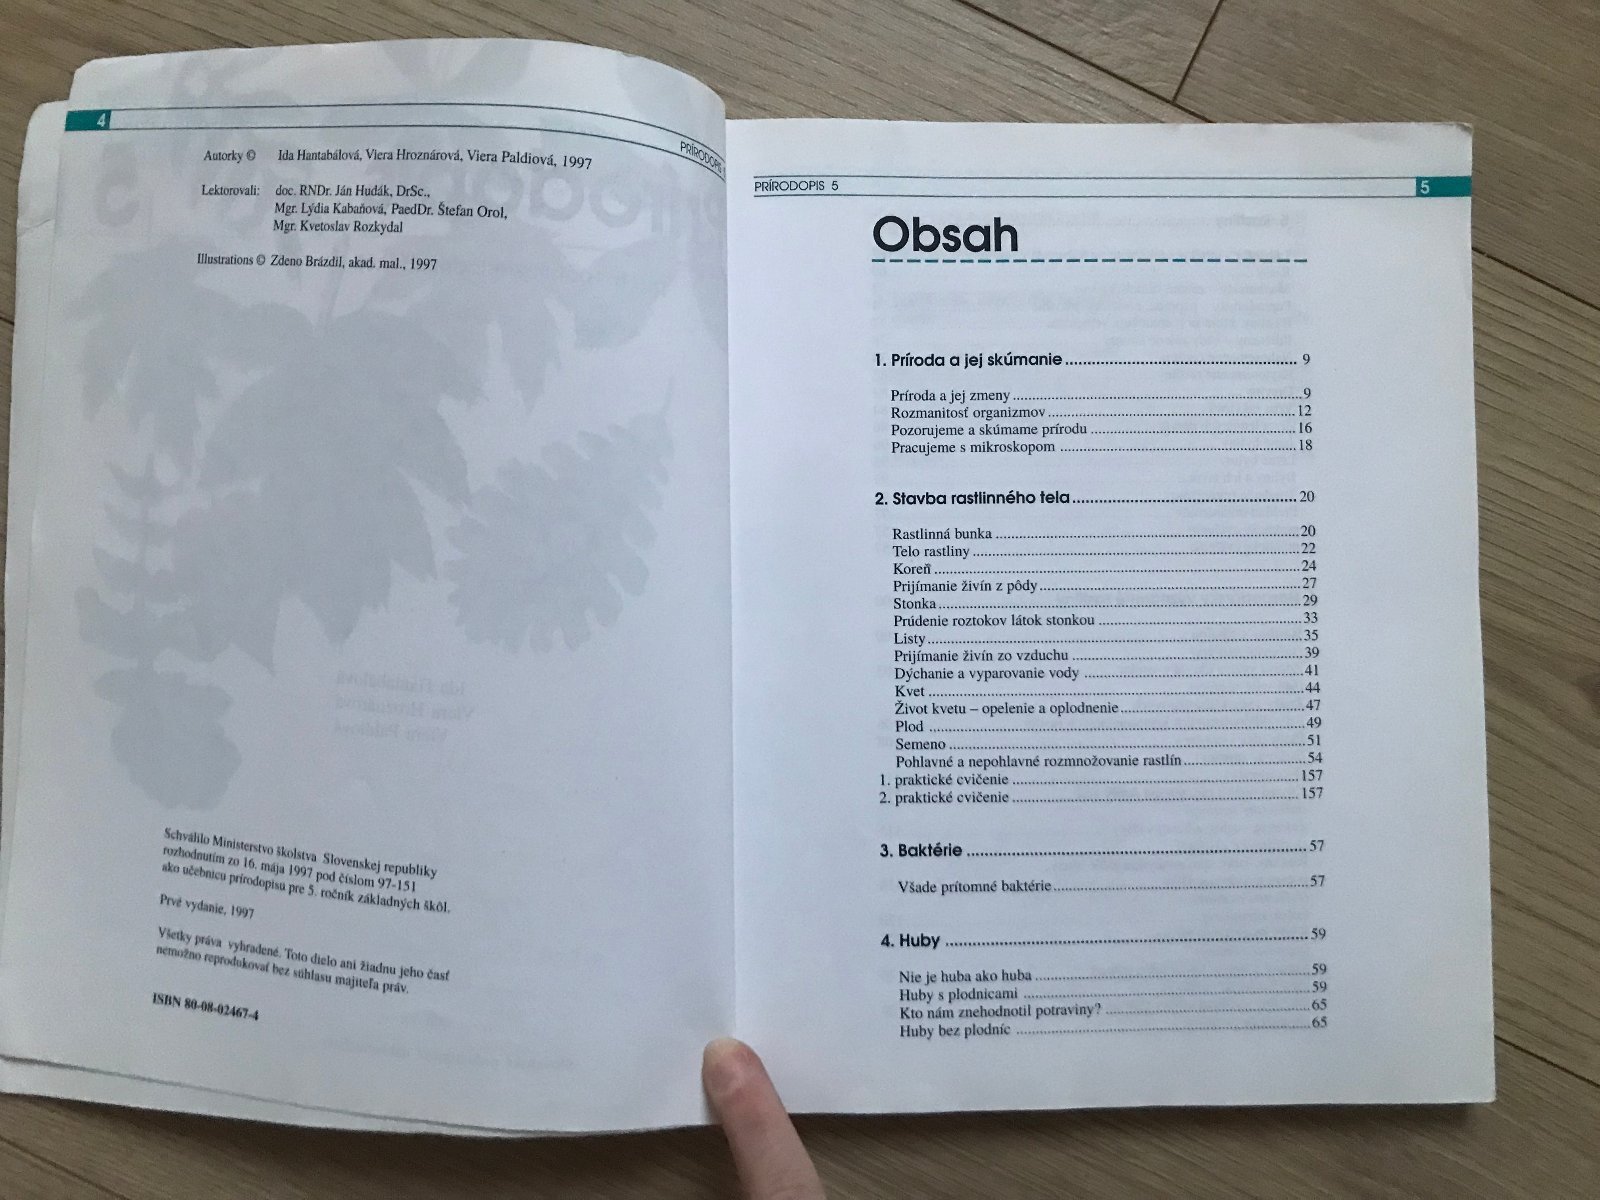 4
PRÍRODOPIS
Autorky © Ida Hantabálová, Viera Hroznárová, Viera Paldiová, 1997
Lektorovali: doc. RNDr. Ján Hudák, DrSc.,
Mgr. Lýdia Kabaňová, PaedDr. Štefan Orol,
Mgr. Kvetoslav Rozkydal
Illustrations © Zdeno Brázdil, akad. mal., 1997
Schválilo Ministerstvo školstva Slovenskej republiky
rozhodnutím zo 16. mája 1997 pod číslom 97-151
ako učebnicu prírodopisu pre 5. ročník základných škôl.
Prvé vydanie, 1997
Všetky práva vyhradené. Toto dielo ani žiadnu jeho časť
nemožno reprodukovať bez súhlasu majiteľa práv.
ISBN 80-08-02467-4
PRÍRODOPIS 5
5
Obsah
1. Príroda a jej skúmanie ... 9
Príroda a jej zmeny ... 9
Rozmanitosť organizmov ... 12
Pozorujeme a skúmame prírodu ... 16
Pracujeme s mikroskopom ... 18
2. Stavba rastlinného tela ... 20
Rastlinná bunka ... 20
Telo rastliny ... 22
Koreň ... 24
Prijímanie živín z pôdy ... 27
Stonka ... 29
Prúdenie roztokov látok stonkou ... 33
Listy ... 35
Prijímanie živín zo vzduchu ... 39
Dýchanie a vyparovanie vody ... 41
Kvet ... 44
Život kvetu – opelenie a oplodnenie ... 47
Plod ... 49
Semeno ... 51
Pohlavné a nepohlavné rozmnožovanie rastlín ... 54
1. praktické cvičenie ... 157
2. praktické cvičenie ... 157
3. Baktérie ... 57
Všade prítomné baktérie ... 57
4. Huby ... 59
Nie je huba ako huba ... 59
Huby s plodnicami ... 59
Kto nám znehodnotil potraviny? ... 65
Huby bez plodníc ... 65